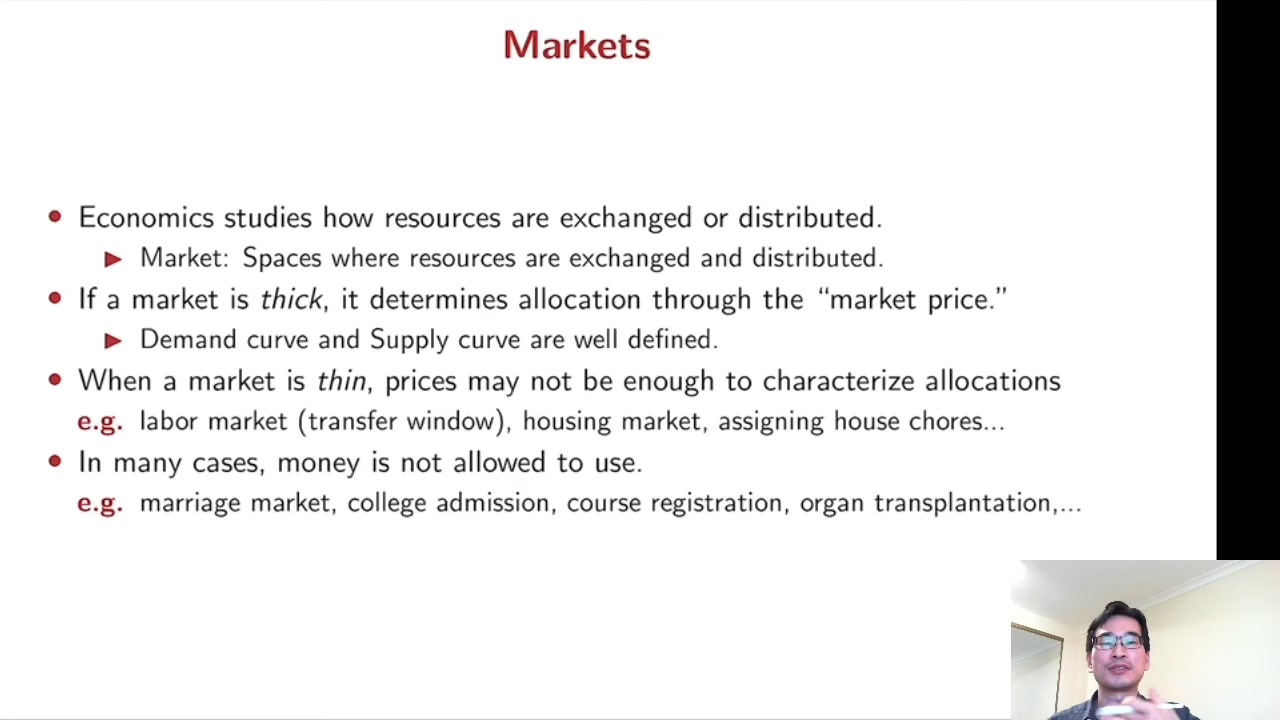 Markets
• Economics studies how resources are exchanged or distributed.
▶ Market: Spaces where resources are exchanged and distributed.
• If a market is thick, it determines allocation through the “market price.”
▶ Demand curve and Supply curve are well defined.
• When a market is thin, prices may not be enough to characterize allocations
e.g. labor market (transfer window), housing market, assigning house chores...
• In many cases, money is not allowed to use.
e.g. marriage market, college admission, course registration, organ transplantation,...